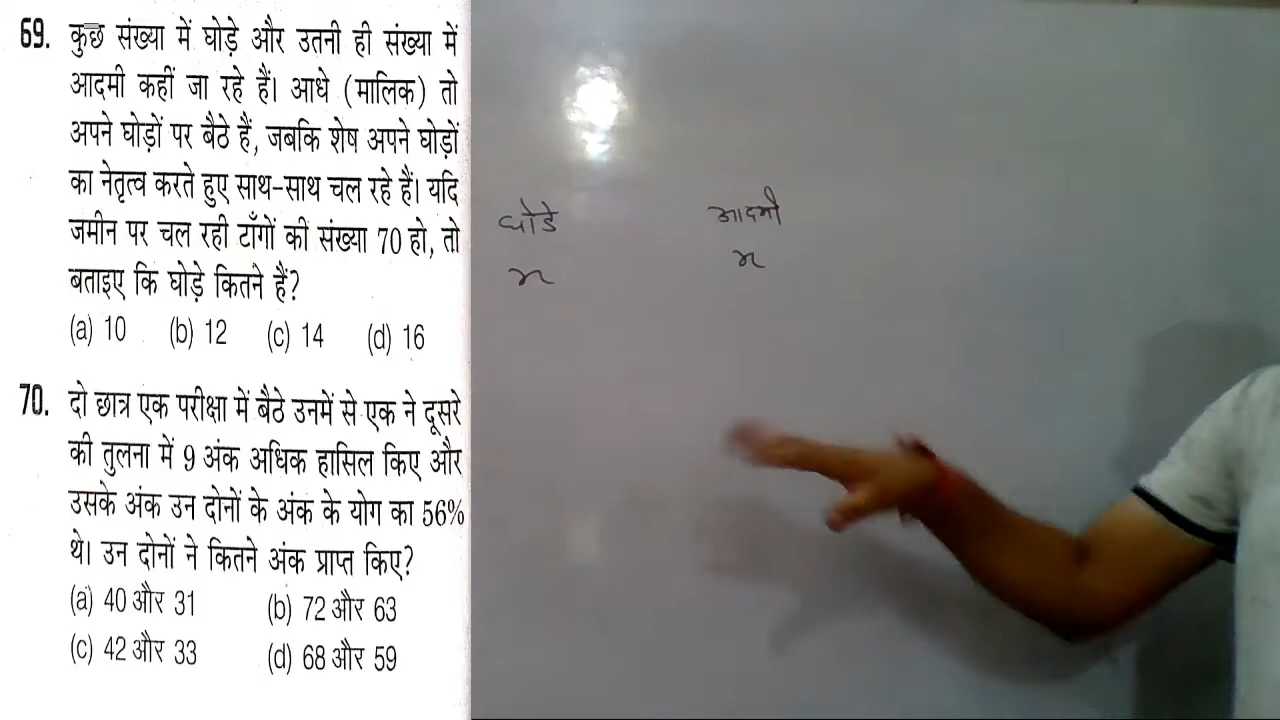 69. कुछ संख्या में घोड़े और उतनी ही संख्या में
आदमी कहीं जा रहे हैं। आधे (मालिक) तो
अपने घोड़ों पर बैठे हैं, जबकि शेष अपने घोड़ों
का नेतृत्व करते हुए साथ-साथ चल रहे हैं। यदि
जमीन पर चल रही टाँगों की संख्या 70 हो, तो
बताइए कि घोड़े कितने हैं?
(a) 10 (b) 12 (c) 14 (d) 16
70. दो छात्र एक परीक्षा में बैठे उनमें से एक ने दूसरे
की तुलना में 9 अंक अधिक हासिल किए और
उसके अंक उन दोनों के अंक के योग का 56%
थे। उन दोनों ने कितने अंक प्राप्त किए?
(a) 40 और 31 (b) 72 और 63
(c) 42 और 33 (d) 68 और 59
घोडे आदमी
x x